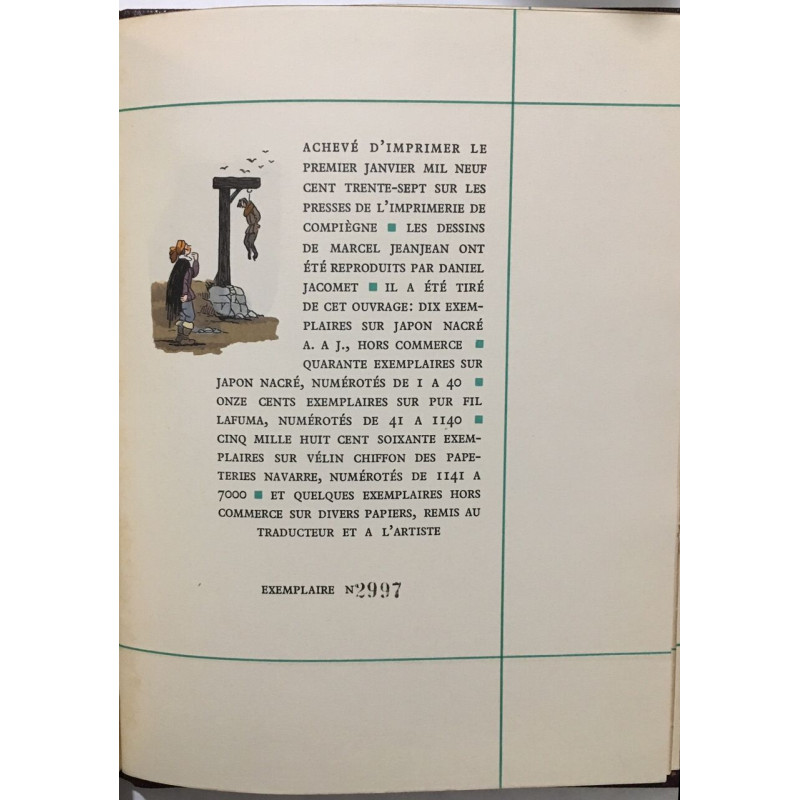 ACHEVÉ D'IMPRIMER LE
PREMIER JANVIER MIL NEUF
CENT TRENTE-SEPT SUR LES
PRESSES DE L'IMPRIMERIE DE
COMPIÈGNE ■ LES DESSINS
DE MARCEL JEANJEAN ONT
ÉTÉ REPRODUITS PAR DANIEL
JACOMET ■ IL A ÉTÉ TIRÉ
DE CET OUVRAGE: DIX EXEM-
PLAIRES SUR JAPON NACRÉ
A. A J., HORS COMMERCE ■
QUARANTE EXEMPLAIRES SUR
JAPON NACRÉ, NUMÉROTÉS DE 1 A 40 ■
ONZE CENTS EXEMPLAIRES SUR PUR FIL
LAFUMA, NUMÉROTÉS DE 41 A 1140 ■
CINQ MILLE HUIT CENT SOIXANTE EXEM-
PLAIRES SUR VÉLIN CHIFFON DES PAPE-
TERIES NAVARRE, NUMÉROTÉS DE 1141 A
7000 ■ ET QUELQUES EXEMPLAIRES HORS
COMMERCE SUR DIVERS PAPIERS, REMIS AU
TRADUCTEUR ET A L'ARTISTE
EXEMPLAIRE N° 2997